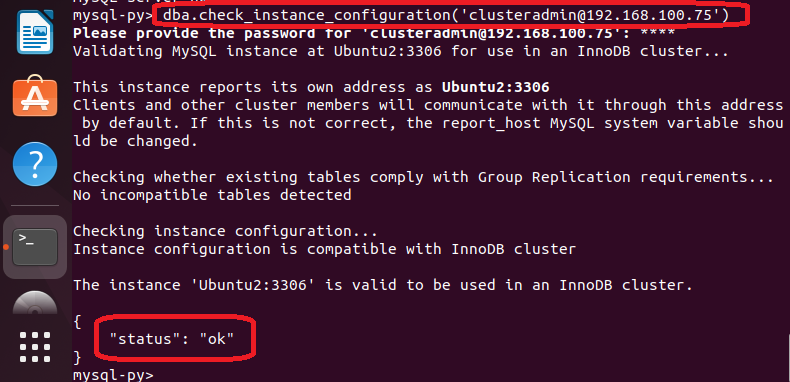 mysql-py> dba.check_instance_configuration('clusteradmin@192.168.100.75')
Please provide the password for 'clusteradmin@192.168.100.75': ****
Validating MySQL instance at Ubuntu2:3306 for use in an InnoDB cluster...
This instance reports its own address as Ubuntu2:3306
Clients and other cluster members will communicate with it through this address
 by default. If this is not correct, the report_host MySQL system variable shou
ld be changed.
Checking whether existing tables comply with Group Replication requirements...
No incompatible tables detected
Checking instance configuration...
Instance configuration is compatible with InnoDB cluster
The instance 'Ubuntu2:3306' is valid to be used in an InnoDB cluster.
{
"status": "ok"
}
mysql-py>